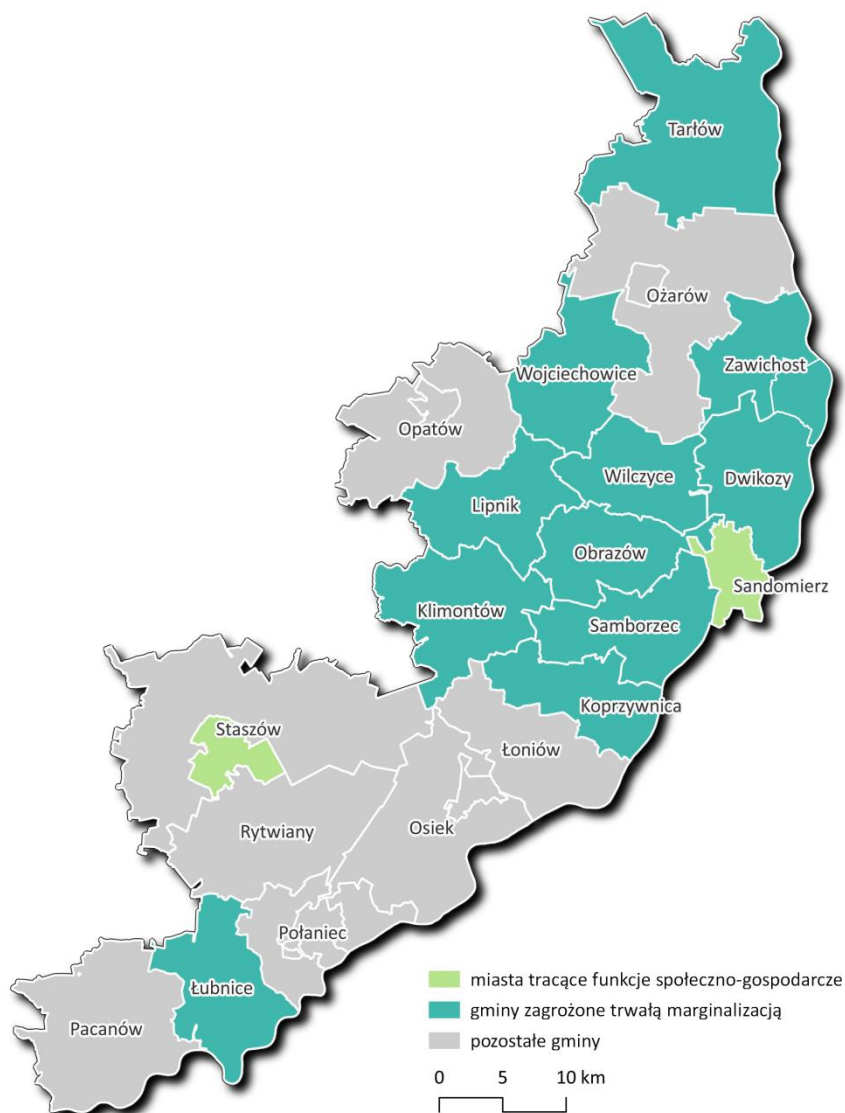 Tarłów
Ożarów
Wojciechowice
Zawichost
Opatów
Wilczyce
Dwikozy
Lipnik
Obrazów
Sandomierz
Klimontów
Samborzec
Koprzywnica
Staszów
Łoniów
Rytwiany
Osiek
Połaniec
Łubnice
Pacanów
miasta tracące funkcje społeczno-gospodarcze
gminy zagrożone trwałą marginalizacją
pozostałe gminy
0 5 10 km